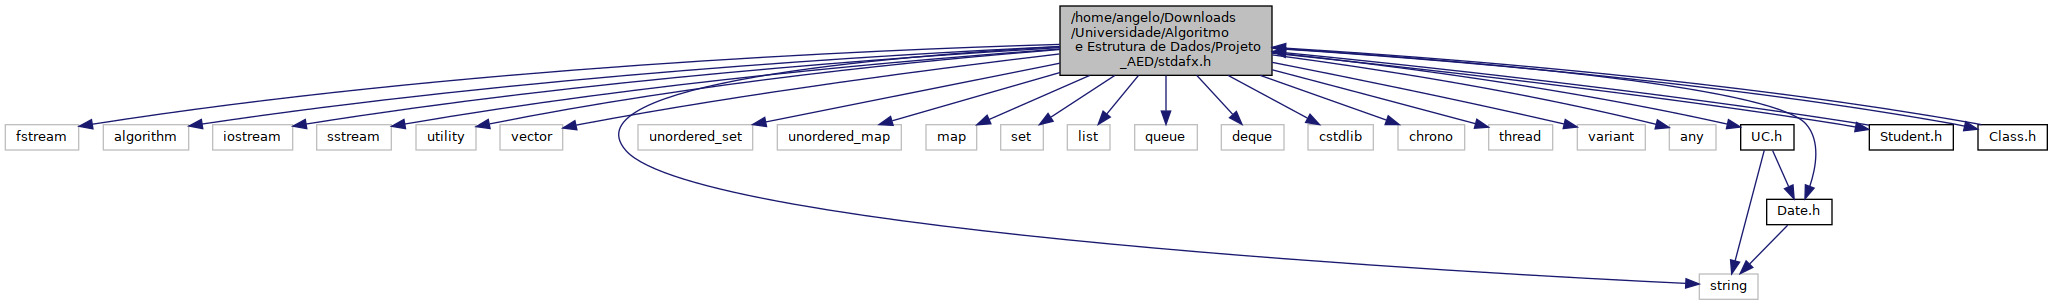 /home/angelo/Downloads
/Universidade/Algoritmo
e Estrutura de Dados/Projeto
_AED/stdafx.h
fstream
algorithm
iostream
sstream
utility
vector
unordered_set
unordered_map
map
set
list
queue
deque
cstdlib
chrono
thread
variant
any
UC.h
Student.h
Class.h
Date.h
string